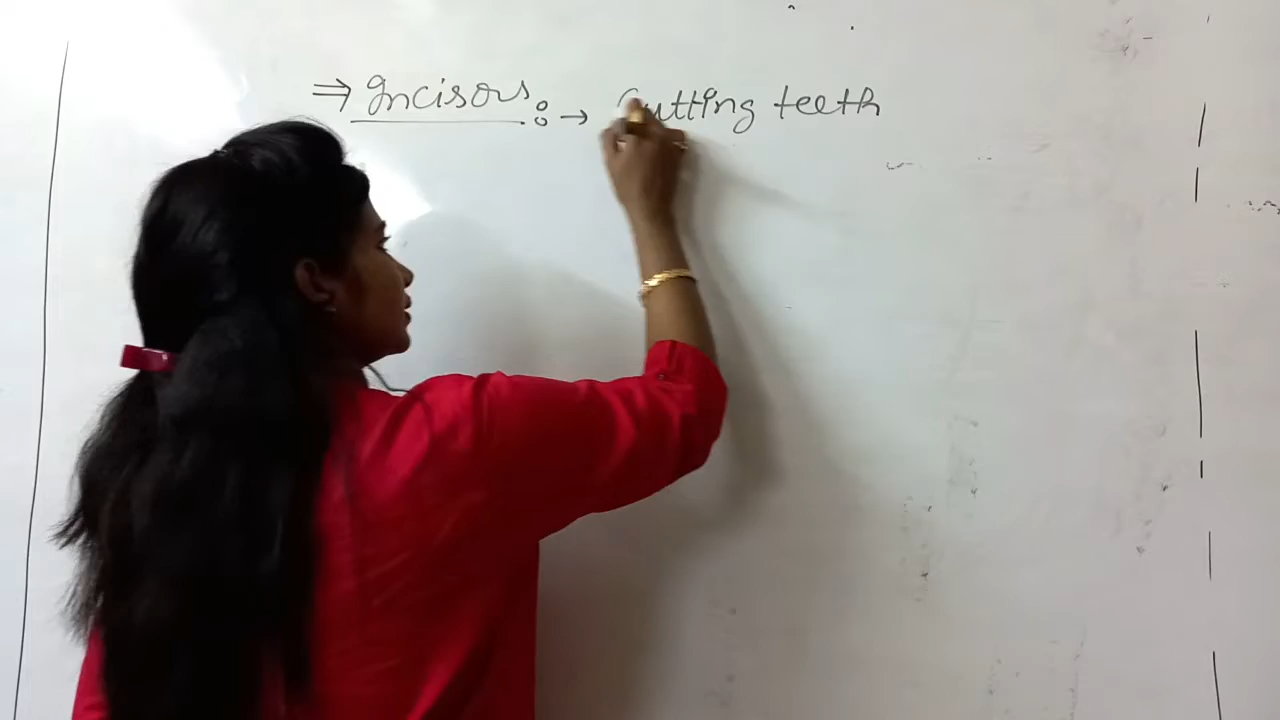 ⇒ Incisors : → Cutting teeth